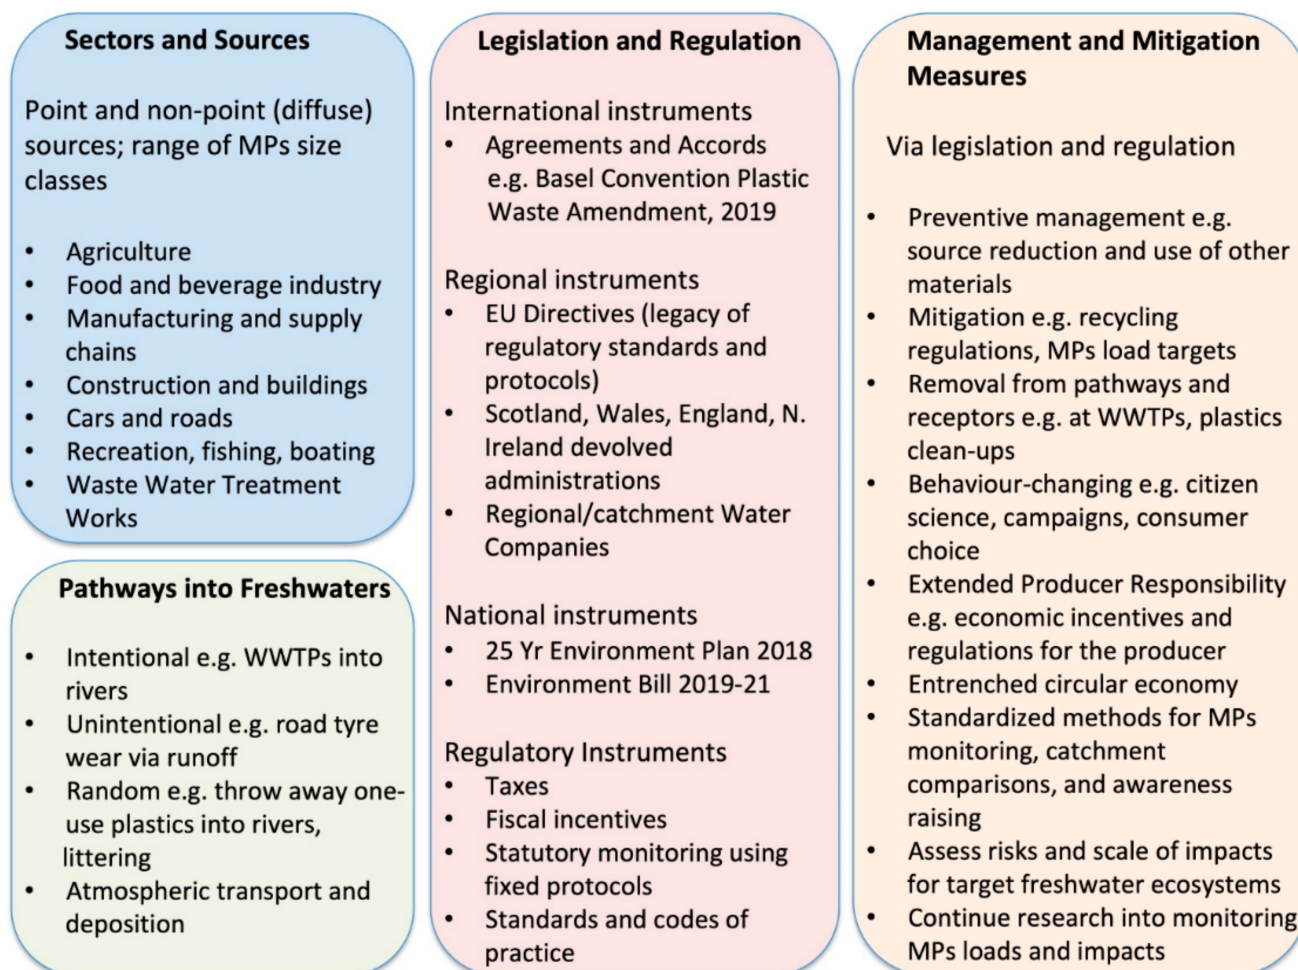 Sectors and Sources
Point and non-point (diffuse)
sources; range of MPs size
classes
• Agriculture
• Food and beverage industry
• Manufacturing and supply
chains
• Construction and buildings
• Cars and roads
• Recreation, fishing, boating
• Waste Water Treatment
Works
Pathways into Freshwaters
• Intentional e.g. WWTPs into
rivers
• Unintentional e.g. road tyre
wear via runoff
• Random e.g. throw away one-
use plastics into rivers,
littering
• Atmospheric transport and
deposition
Legislation and Regulation
International instruments
• Agreements and Accords
e.g. Basel Convention Plastic
Waste Amendment, 2019
Regional instruments
• EU Directives (legacy of
regulatory standards and
protocols)
• Scotland, Wales, England, N.
Ireland devolved
administrations
• Regional/catchment Water
Companies
National instruments
• 25 Yr Environment Plan 2018
• Environment Bill 2019-21
Regulatory Instruments
• Taxes
• Fiscal incentives
• Statutory monitoring using
fixed protocols
• Standards and codes of
practice
Management and Mitigation
Measures
Via legislation and regulation
• Preventive management e.g.
source reduction and use of other
materials
• Mitigation e.g. recycling
regulations, MPs load targets
• Removal from pathways and
receptors e.g. at WWTPs, plastics
clean-ups
• Behaviour-changing e.g. citizen
science, campaigns, consumer
choice
• Extended Producer Responsibility
e.g. economic incentives and
regulations for the producer
• Entrenched circular economy
• Standardized methods for MPs
monitoring, catchment
comparisons, and awareness
raising
• Assess risks and scale of impacts
for target freshwater ecosystems
• Continue research into monitoring
MPs loads and impacts